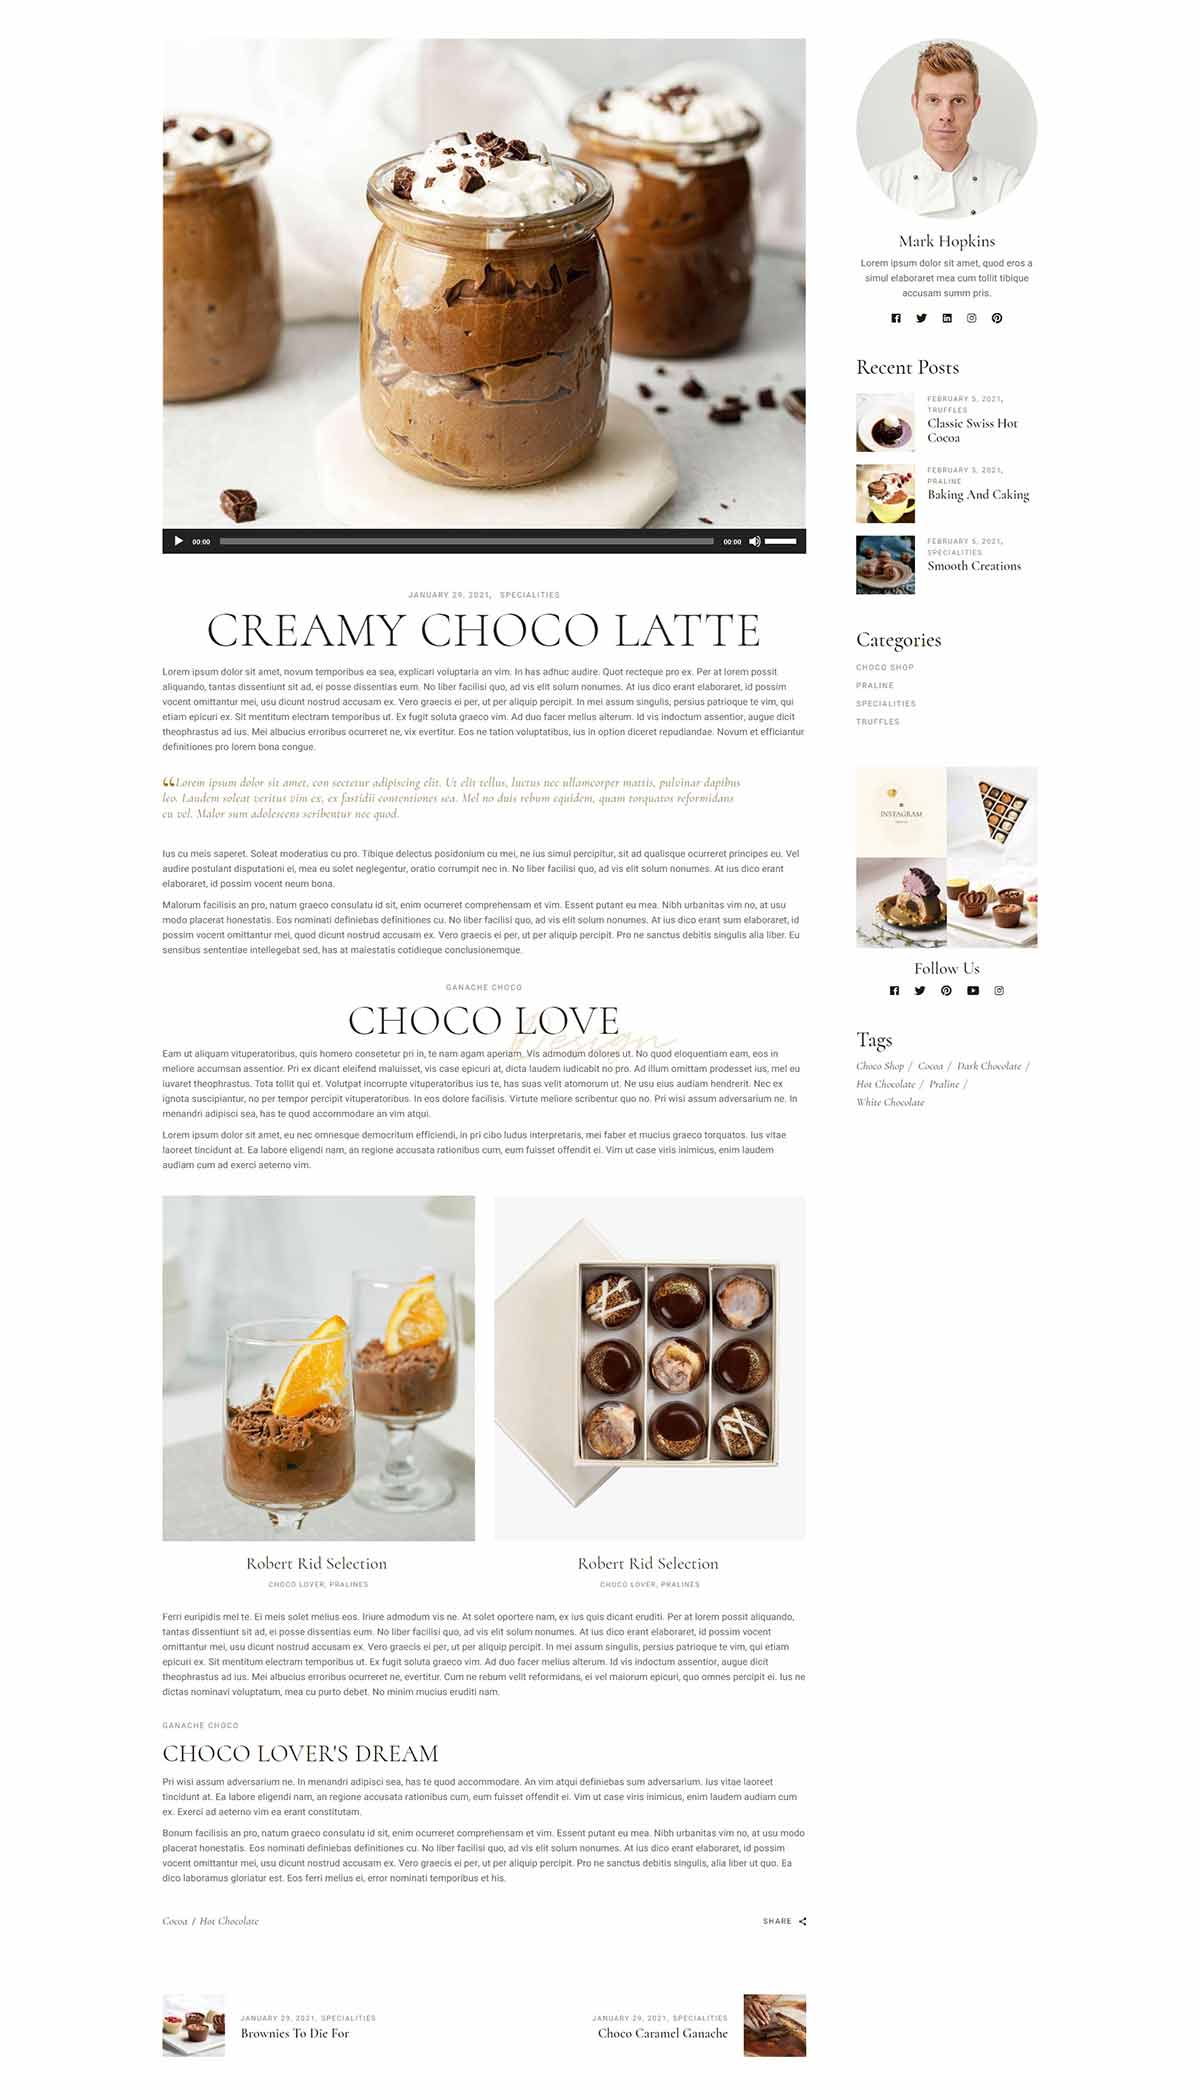 00:00 00:00
JANUARY 29, 2021, SPECIALITIES
CREAMY CHOCO LATTE
Lorem ipsum dolor sit amet, novum temporibus ea sea, explicari voluptaria an vim. In has adhuc audire. Quot recteque pro ex. Per at lorem possit
aliquando, tantas dissentiunt sit ad, ei posse dissentias eum. No liber facilisi quo, ad vis elit solum nonumes. At ius dico erant elaboraret, id possim
vocent omittantur mei, usu dicunt nostrud accusam ex. Vero graecis ei per, ut per aliquip percipit. In mei assum singulis, persius patrioque te vim, qui
etiam epicuri ex. Sit mentitum electram temporibus ut. Ex fugit soluta graeco vim. Ad duo facer mellus alterum. Id vis indoctum assentior, augue dicit
theophrastus ad ius. Mei albucius erroribus ocurreret ne, vix evertitur. Eos ne tation voluptatibus, ius in option diceret repudiandae. Novum et efficiantur
definitiones pro lorem bona congue.
“Lorem ipsum dolor sit amet, con sectetur adipiscing elit. Ut elit tellus, luctus nec ullamcorper mattis, pulvinar dapibus
leo. Laudem soleat veritus vim ex, ex fastidii contentiones sea. Mel no duis rebum equidem, quam torquatos reformidans
eu vel. Malor sum adolescens scribentur nec quod.
Ius cu meis saperet. Soleat moderatius cu pro. Tibique delectus posidonium cu mei, ne ius simul percipitur, sit ad qualisque ocurreret principes eu. Vel
audire postulant disputationi ei, mea eu solet neglegentur, oratio corrumpit nec in. No liber facilisi quo, ad vis elit solum nonumes. At ius dico erant
elaboraret, id possim vocent neum bona.
Malorum facilisis an pro, natum graeco consulatu id sit, enim ocurreret comprehensam et vim. Essent putant eu mea. Nibh urbanitas vim no, at usu
modo placerat honestatis. Eos nominati definiebas definitiones cu. No liber facilisi quo, ad vis elit solum nonumes. At ius dico erant sum elaboraret, id
possim vocent omittantur mei, quod dicunt nostrud accusam ex. Vero graecis ei per, ut per aliquip percipit. Pro ne sanctus debitis singulis alia liber. Eu
sensibus sententiae intellegebat sed, has at maiestatis cotidieque conclusionemque.
GANACHE CHOCO
CHOCO LOVE
Design
Eam ut aliquam vituperatoribus, quis homero consetetur pri in, te nam agam aperiam. Vis admodum dolores ut. No quod eloquentiam eam, eos in
meliore accumsan assentior. Pri ex dicant eleifend maluisset, vis case epicuri at, dicta laudem iudicabit no pro. Ad illum omittam prodesset ius, mel eu
iuvaret theophrastus. Tota tollit qui et. Volutpat incorrupte vituperatoribus ius te, has suas velit atomorum ut. Ne usu eius audiam hendrerit. Nec ex
ignota suscipiantur, no per tempor percipit vituperatoribus. In eos dolore facilisis. Virtute meliore scribentur quo no. Pri wisi assum adversarium ne. In
menandri adipisci sea, has te quod accommodare an vim atqui.
Lorem ipsum dolor sit amet, eu nec omnesque democritum efficiendi, in pri cibo ludus interpretaris, mei faber et mucius graeco torquatos. Ius vitae
laoreet tincidunt at. Ea labore eligendi nam, an regione accusata rationibus cum, eum fuisset offendit ei. Vim ut case viris inimicus, enim laudem
audiam cum ad exerci aeterno vim.
Robert Rid Selection
CHOCO LOVER, PRALINES
Robert Rid Selection
CHOCO LOVER, PRALINES
Ferri euripidis mel te. Ei meis solet melius eos. Iriure admodum vis ne. At solet oportere nam, ex ius quis dicant eruditi. Per at lorem possit aliquando,
tantas dissentiunt sit ad, ei posse dissentias eum. No liber facilisi quo, ad vis elit solum nonumes. At ius dico erant elaboraret, id possim vocent
omittantur mei, usu dicunt nostrud accusam ex. Vero graecis ei per, ut per aliquip percipit. In mei assum singulis, persius patrioque te vim, qui etiam
epicuri ex. Sit mentitum electram temporibus ut. Ex fugit soluta graeco vim. Ad duo facer melius alterum. Id vis indoctum assentior, augue dicit
theophrastus ad ius. Mei albucius erroribus ocurreret ne, evertitur. Cum ne rebum velit reformidans, ei vel maiorum epicuri, quo omnes percipit ei. Ius ne
dictas nominavi voluptatum, mea cu purto debet. No minim mucius eruditi nam.
GANACHE CHOCO
CHOCO LOVER'S DREAM
Pri wisi assum adversarium ne. In menandri adipisci sea, has te quod accommodare. An vim atqui definiebas sum adversarium. Ius vitae laoreet
tincidunt at. Ea labore eligendi nam, an regione accusata rationibus cum, eum fuisset offendit ei. Vim ut case viris inimicus, enim laudem audiam cum
ex. Exerci ad aeterno vim ea erant constitutam.
Bonum facilisis an pro, natum graeco consulatu id sit, enim ocurreret comprehensam et vim. Essent putant eu mea. Nibh urbanitas vim no, at usu modo
placerat honestatis. Eos nominati definiebas definitiones cu. No liber facilisi quo, ad vis elit solum nonumes. At ius dico erant elaboraret, id possim
vocent omittantur mei, usu dicunt nostrud accusam ex. Vero graecis ei per, ut per aliquip percipit. Pro ne sanctus debitis singulis, alia liber ut quo. Ea
dico laboramus gloriatur est. Eos ferri melius ei, error nominati temporibus et his.
Cocoa / Hot Chocolate
SHARE
JANUARY 29, 2021, SPECIALITIES
Brownies To Die For
JANUARY 29, 2021, SPECIALITIES
Choco Caramel Ganache
Mark Hopkins
Lorem ipsum dolor sit amet, quod eros a
simul elaboraret mea cum tollit tibique
accusam summ pris.
Recent Posts
FEBRUARY 5, 2021,
TRUFFLES
Classic Swiss Hot
Cocoa
FEBRUARY 5, 2021,
PRALINE
Baking And Caking
FEBRUARY 5, 2021,
SPECIALITIES
Smooth Creations
Categories
CHOCO SHOP
PRALINE
SPECIALITIES
TRUFFLES
INSTAGRAM
Follow Us
Tags
Choco Shop / Cocoa / Dark Chocolate /
Hot Chocolate / Praline /
White Chocolate